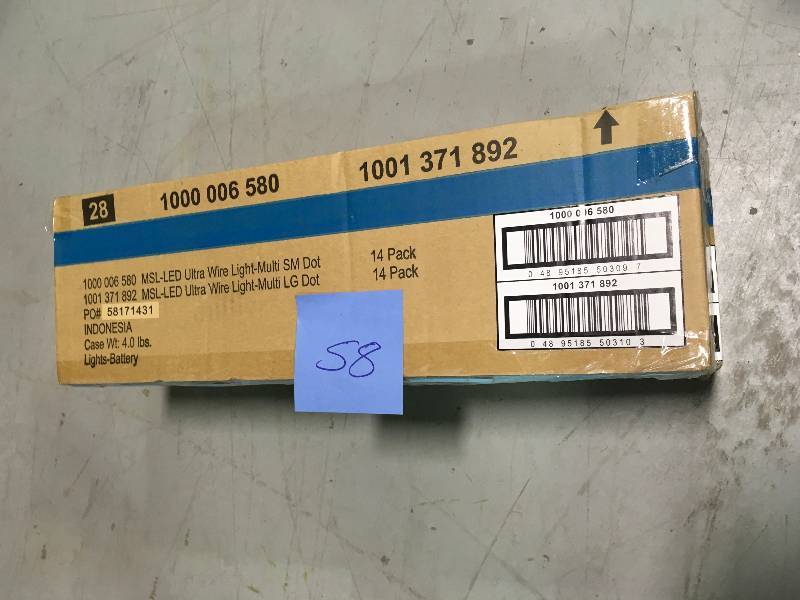 28 1000 006 580 1001 371 892
1000 006 580 MSL-LED Ultra Wire Light-Multi SM Dot 14 Pack
1001 371 892 MSL-LED Ultra Wire Light-Multi LG Dot 14 Pack
PO# 58171431
INDONESIA
Case Wt: 4.0 lbs.
Lights-Battery
1000 006 580
0 48 95185 50309 7
1001 371 892
0 48 95185 50310 3
58